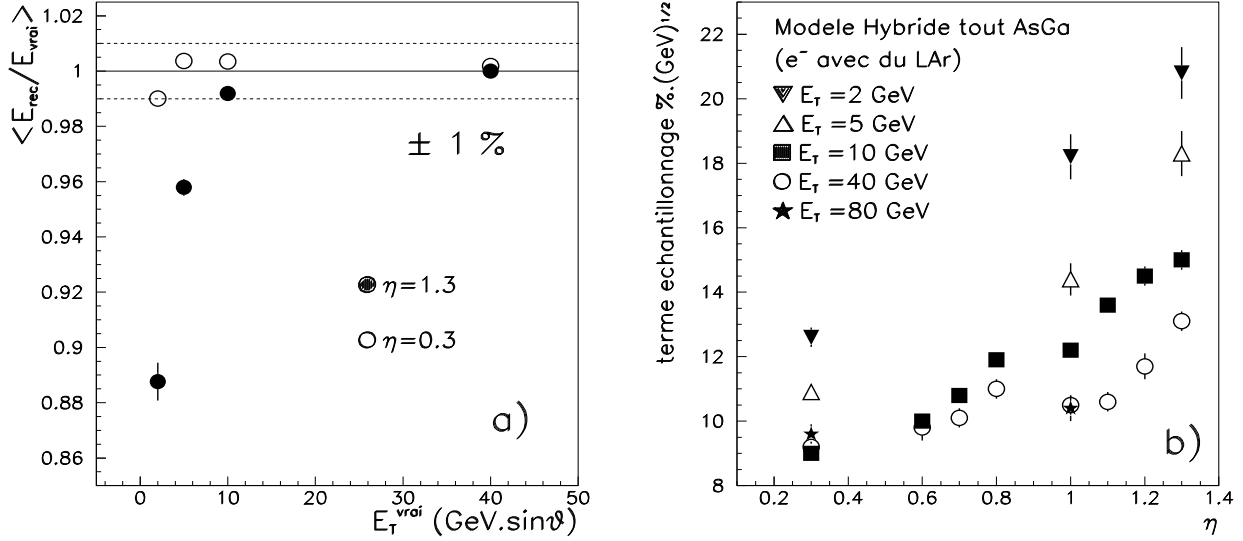 <E_rec/E_vrai>
1.02
1
0.98
0.96
0.94
0.92
0.9
0.88
0.86
± 1 %
η=1.3
η=0.3
a)
0 10 20 30 40 50
E_T^vrai (GeV.sinϑ)
terme echantillonnage %.(GeV)^1/2
22
20
18
16
14
12
10
8
Modele Hybride tout AsGa
(e⁻ avec du LAr)
E_T = 2 GeV
E_T = 5 GeV
E_T = 10 GeV
E_T = 40 GeV
E_T = 80 GeV
b)
0.2 0.4 0.6 0.8 1 1.2 1.4
η